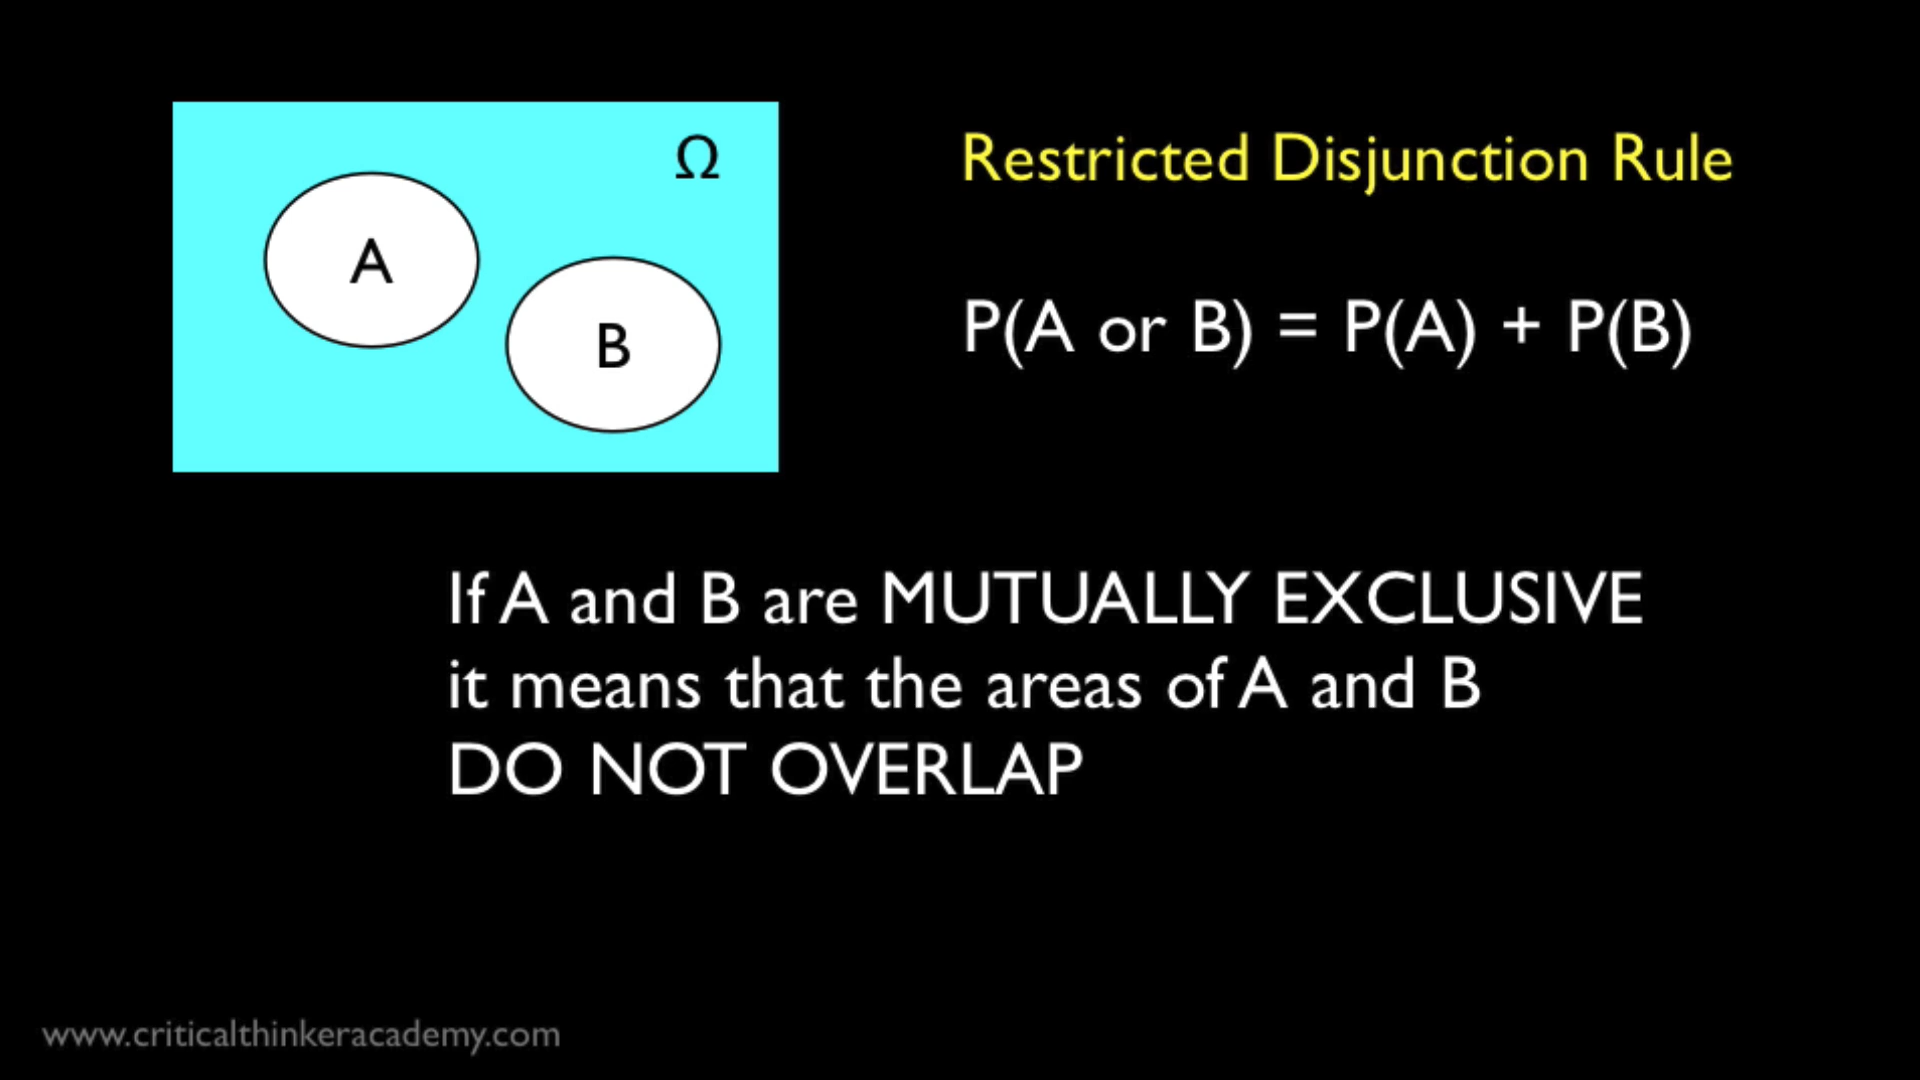 Ω
A
B
Restricted Disjunction Rule
P(A or B) = P(A) + P(B)
If A and B are MUTUALLY EXCLUSIVE
it means that the areas of A and B
DO NOT OVERLAP
www.criticalthinkeracademy.com